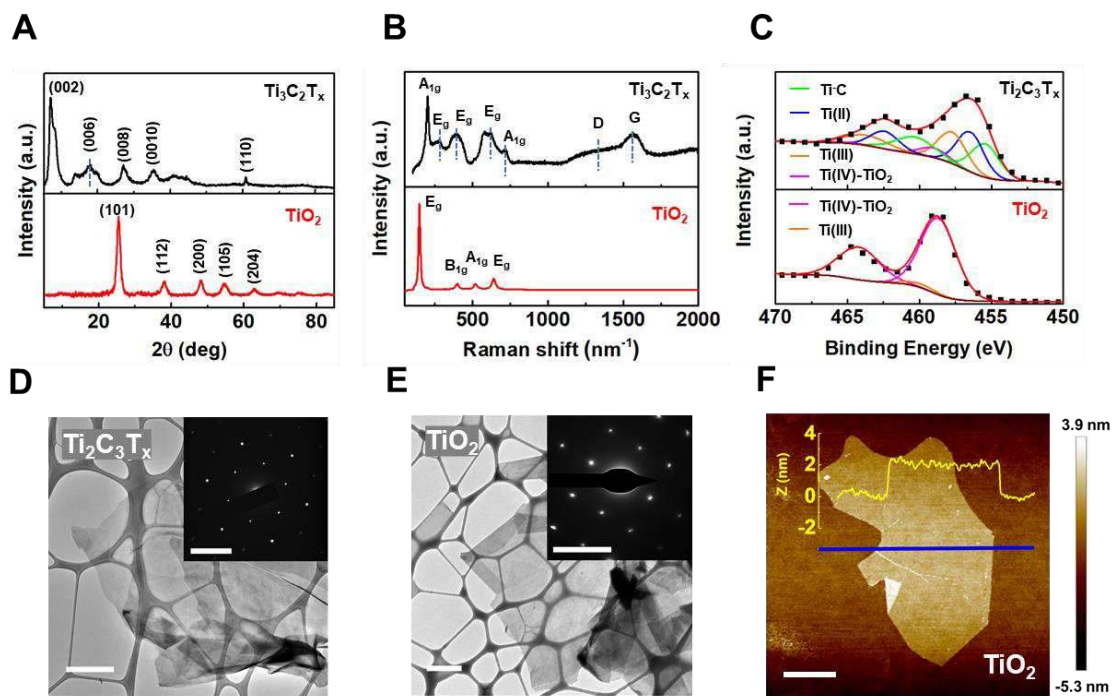 A
Intensity (a.u.)
(002)
(006)
(008)
(0010)
(110)
Ti₃C₂Tₓ
(101)
(112)
(200)
(105)
(204)
TiO₂
20 40 60 80
2θ (deg)
B
Intensity (a.u.)
A₁g
Eg
Eg
Eg
A₁g
D
G
Ti₃C₂Tₓ
Eg
B₁g
A₁g
Eg
TiO₂
500 1000 1500 2000
Raman shift (nm⁻¹)
C
Intensity (a.u.)
Ti-C
Ti(II)
Ti(III)
Ti(IV)-TiO₂
Ti₂C₃Tₓ
Ti(IV)-TiO₂
Ti(III)
TiO₂
470 465 460 455 450
Binding Energy (eV)
D
Ti₂C₃Tₓ
E
TiO₂
F
Z (nm)
4
2
0
-2
TiO₂
3.9 nm
-5.3 nm